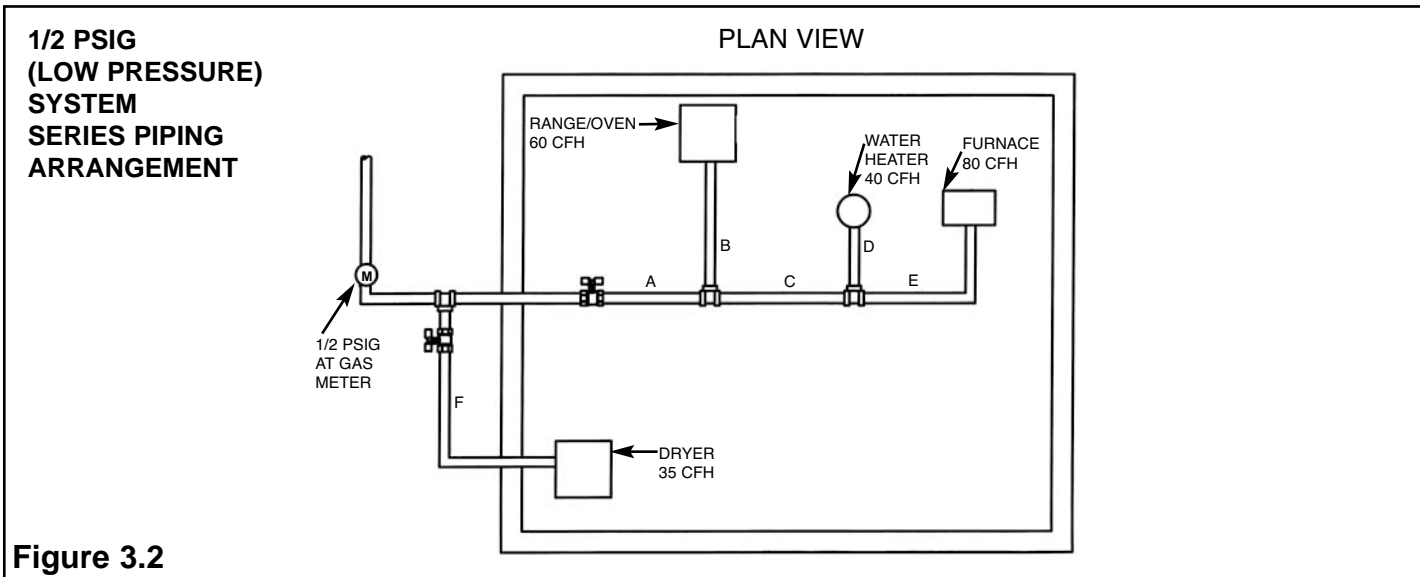 1/2 PSIG
(LOW PRESSURE)
SYSTEM
SERIES PIPING
ARRANGEMENT
PLAN VIEW
RANGE/OVEN
60 CFH
WATER
HEATER
40 CFH
FURNACE
80 CFH
B
D
A
C
E
M
1/2 PSIG
AT GAS
METER
F
DRYER
35 CFH
Figure 3.2